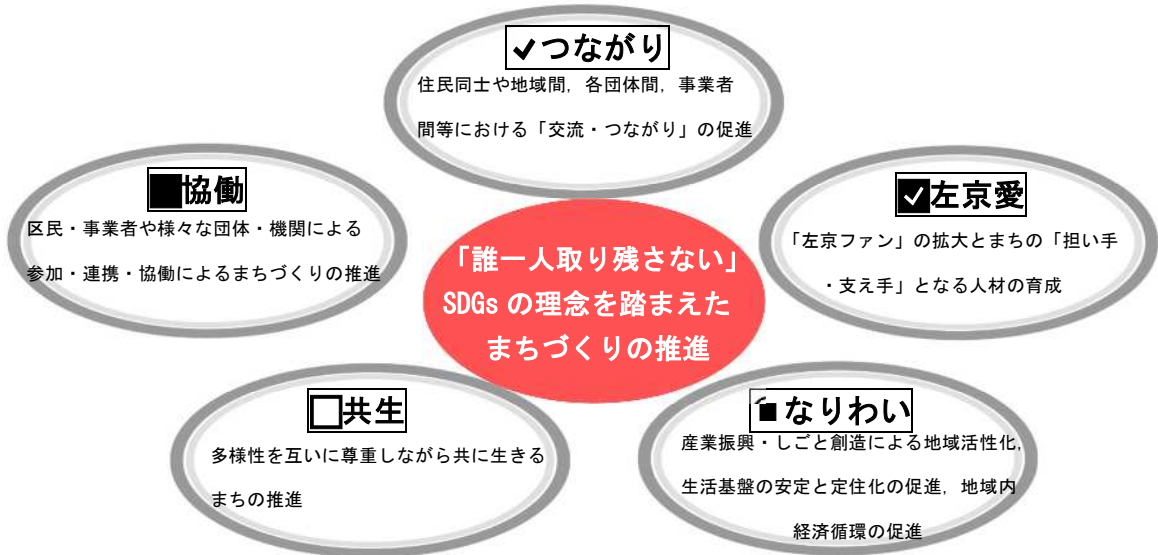 ✓つながり
住民同士や地域間，各団体間，事業者
間等における「交流・つながり」の促進
■協働
区民・事業者や様々な団体・機関による
参加・連携・協働によるまちづくりの推進
☑左京愛
「左京ファン」の拡大とまちの「担い手
・支え手」となる人材の育成
「誰一人取り残さない」
SDGs の理念を踏まえた
まちづくりの推進
□共生
多様性を互いに尊重しながら共に生きる
まちの推進
なりわい
産業振興・しごと創造による地域活性化，
生活基盤の安定と定住化の促進，地域内
経済循環の促進